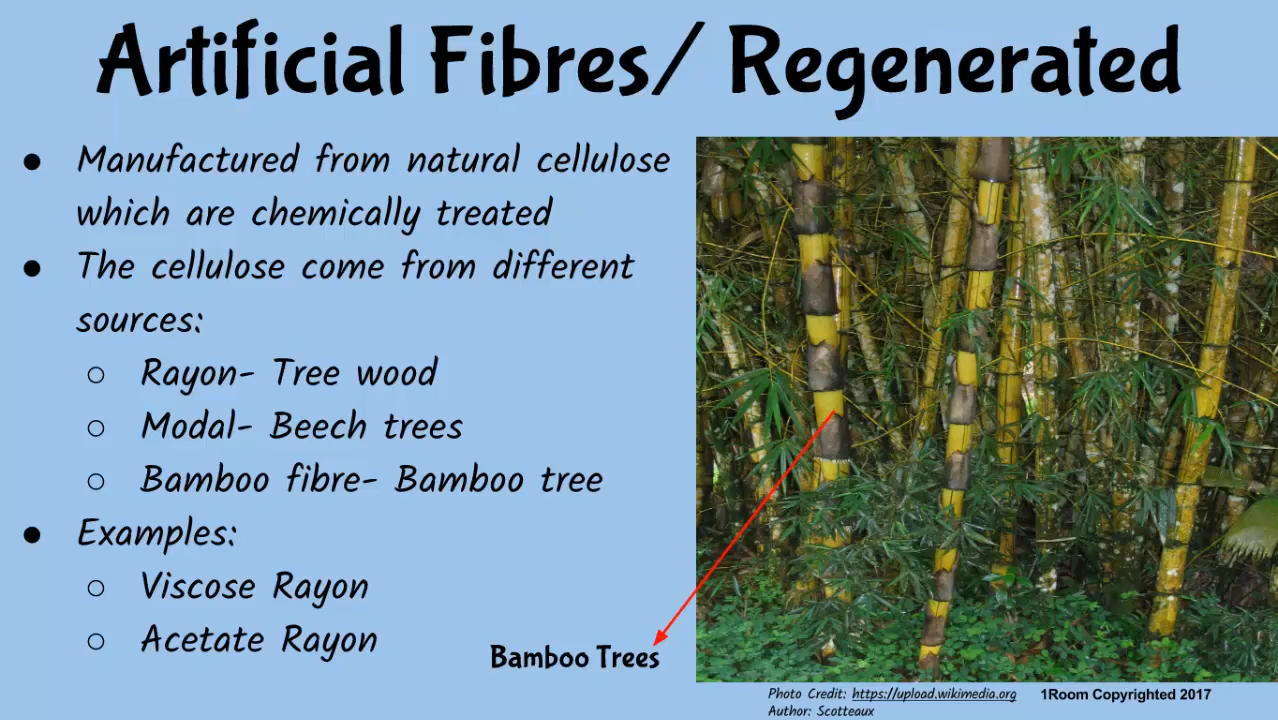 Artificial Fibres/ Regenerated
● Manufactured from natural cellulose
which are chemically treated
● The cellulose come from different
sources:
○ Rayon- Tree wood
○ Modal- Beech trees
○ Bamboo fibre- Bamboo tree
● Examples:
○ Viscose Rayon
○ Acetate Rayon
Bamboo Trees
Photo Credit: https://upload.wikimedia.org
Author: Scotteaux
1Room Copyrighted 2017